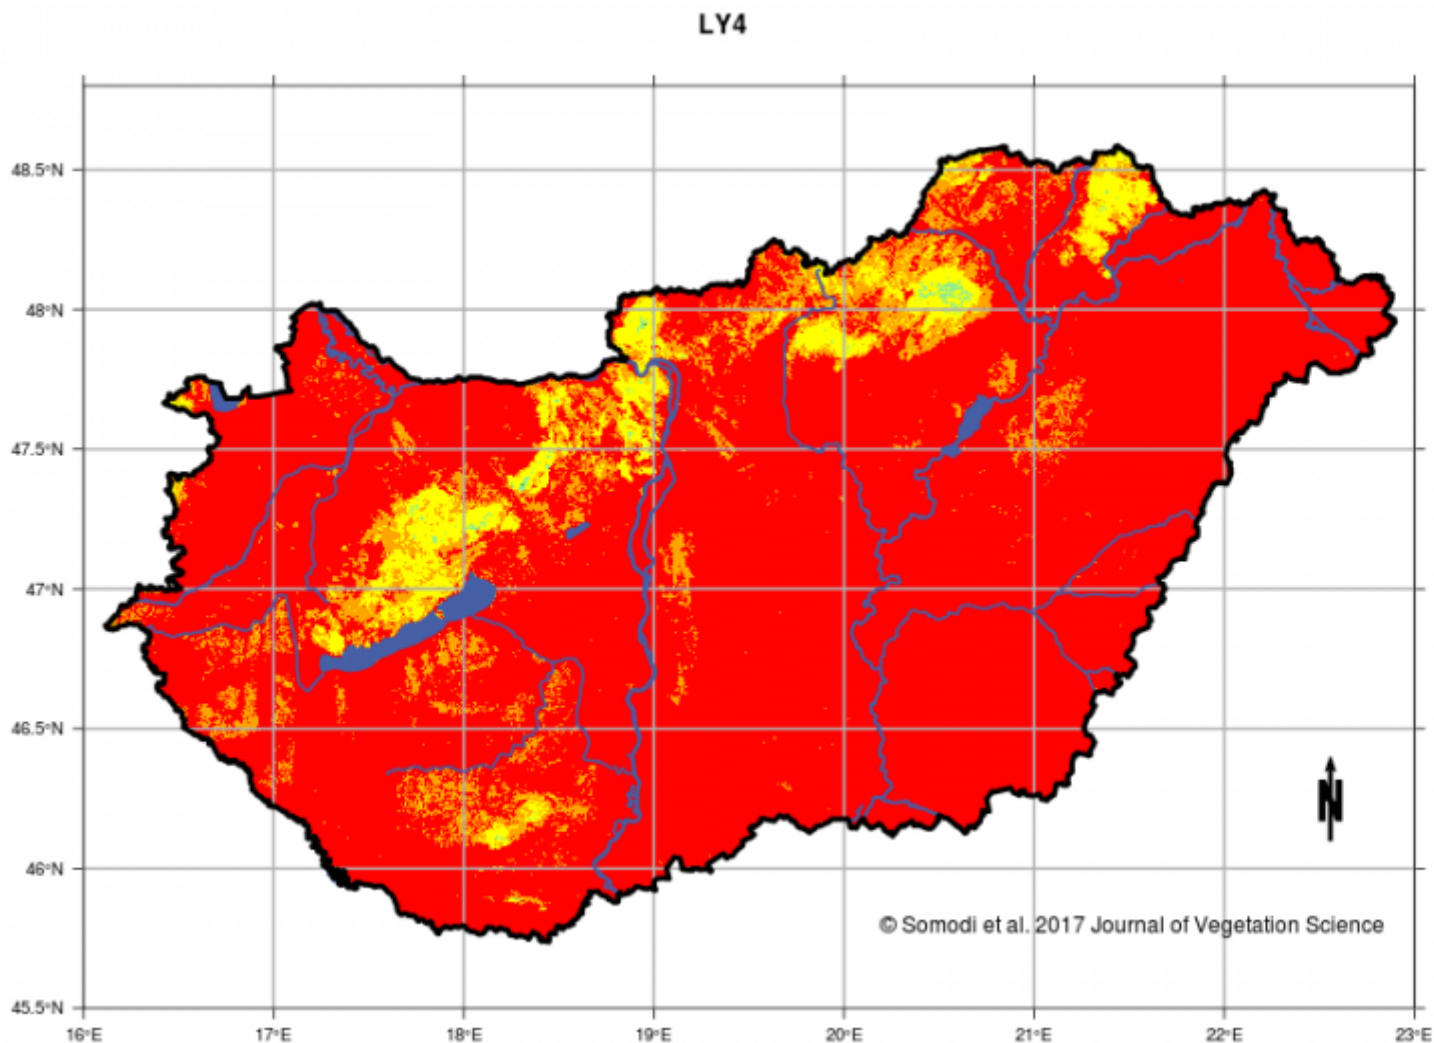 LY4
48.5°N
48°N
47.5°N
47°N
46.5°N
46°N
45.5°N
N
© Somodi et al. 2017 Journal of Vegetation Science
16°E 17°E 18°E 19°E 20°E 21°E 22°E 23°E